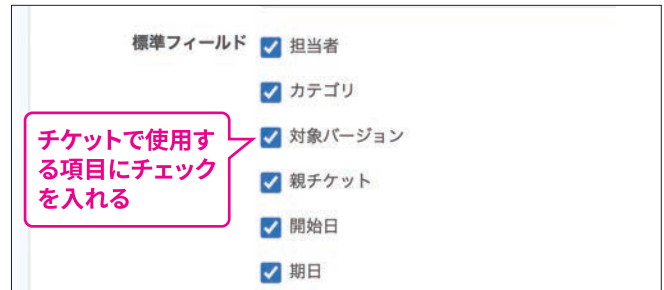 標準フィールド
担当者
カテゴリ
対象バージョン
親チケット
開始日
期日
チケットで使用す
る項目にチェック
を入れる